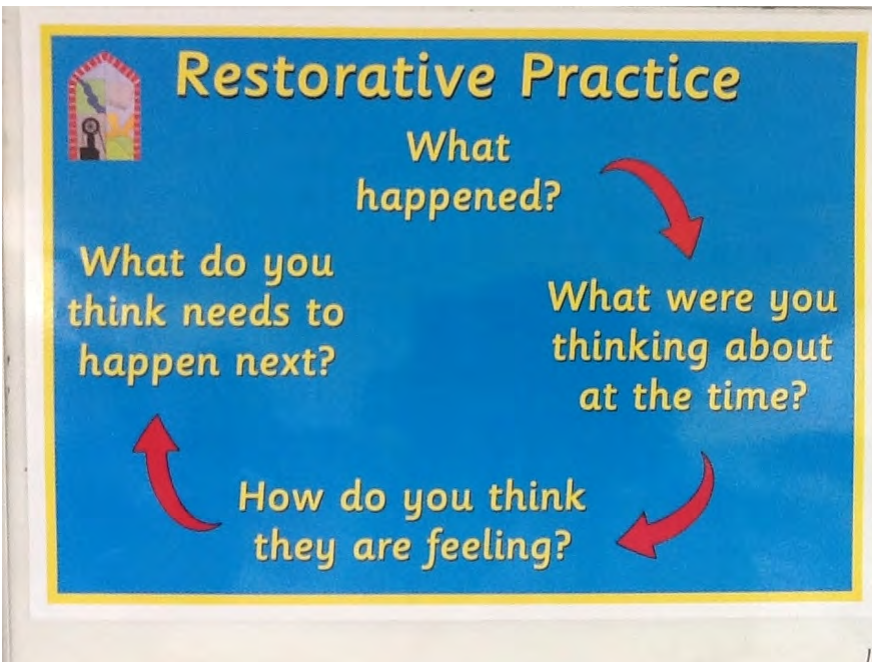 Restorative Practice
What
happened?
What were you
thinking about
at the time?
How do you think
they are feeling?
What do you
think needs to
happen next?